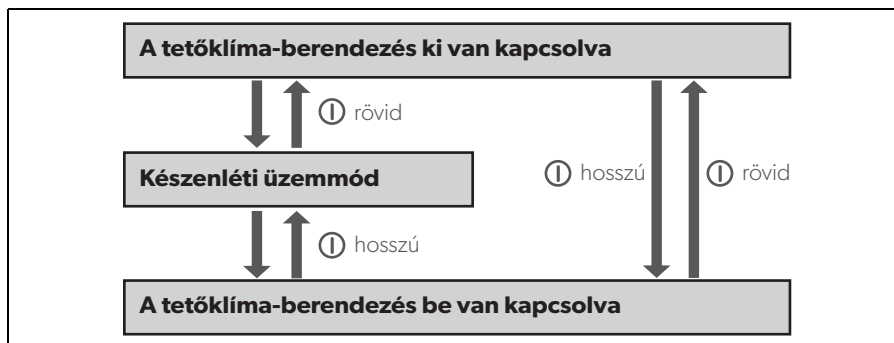 A tetőklíma-berendezés ki van kapcsolva
rövid
Készenléti üzemmód
hosszú
rövid
hosszú
A tetőklíma-berendezés be van kapcsolva